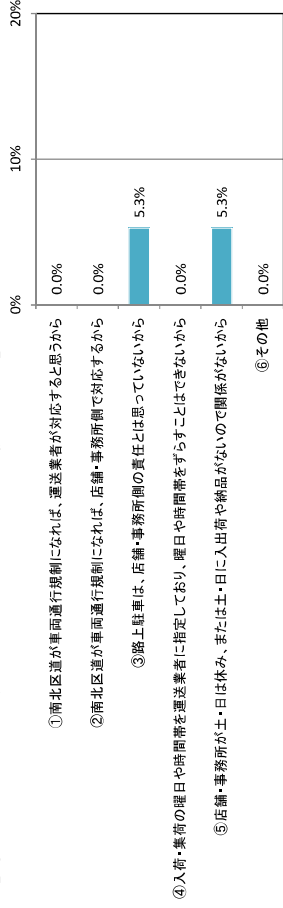 0%
10%
20%
①南北区道が車両通行規制になれば、運送業者が対応すると思うから
0.0%
②南北区道が車両通行規制になれば、店舗・事務所側で対応するから
0.0%
③路上駐車は、店舗・事務所側の責任とは思っていないから
5.3%
④入荷・集荷の曜日や時間帯を運送業者に指定しており、曜日や時間帯をずらすことはできないから
0.0%
⑤店舗・事務所が土・日は休み、または土・日に入出荷や納品がないので関係がないから
5.3%
⑥その他
0.0%